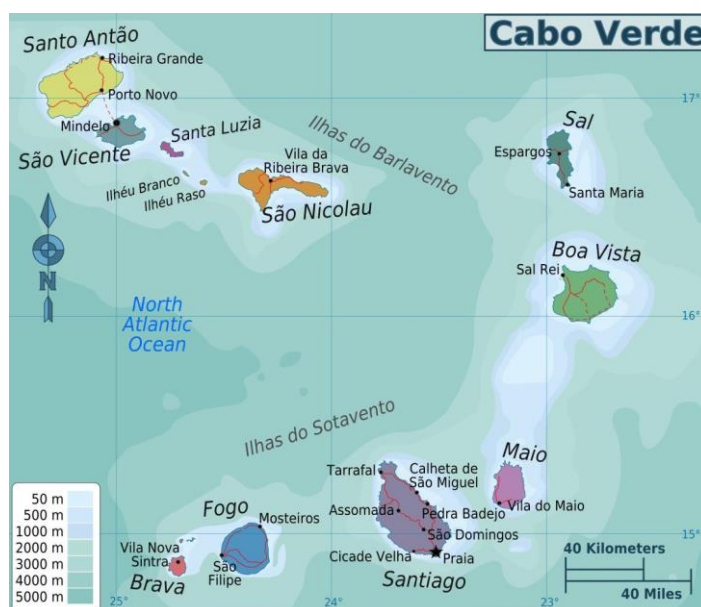 Cabo Verde
Santo Antão
Ribeira Grande
Porto Novo
Mindelo
São Vicente
Santa Luzia
Ilhéu Branco
Ilhéu Raso
Vila da
Ribeira Brava
São Nicolau
Ilhas do Barlavento
17°
Sal
Espargos
Santa Maria
Boa Vista
Sal Rei
16°
N
North
Atlantic
Ocean
Ilhas do Sotavento
Maio
Vila do Maio
Tarrafal
Calheta de
São Miguel
Assomada
Pedra Badejo
São Domingos
Cicade Velha
Praia
Santiago
15°
Fogo
Mosteiros
São
Filipe
Vila Nova
Sintra
Brava
50 m
500 m
1000 m
2000 m
3000 m
4000 m
5000 m
25°
24°
23°
40 Kilometers
40 Miles